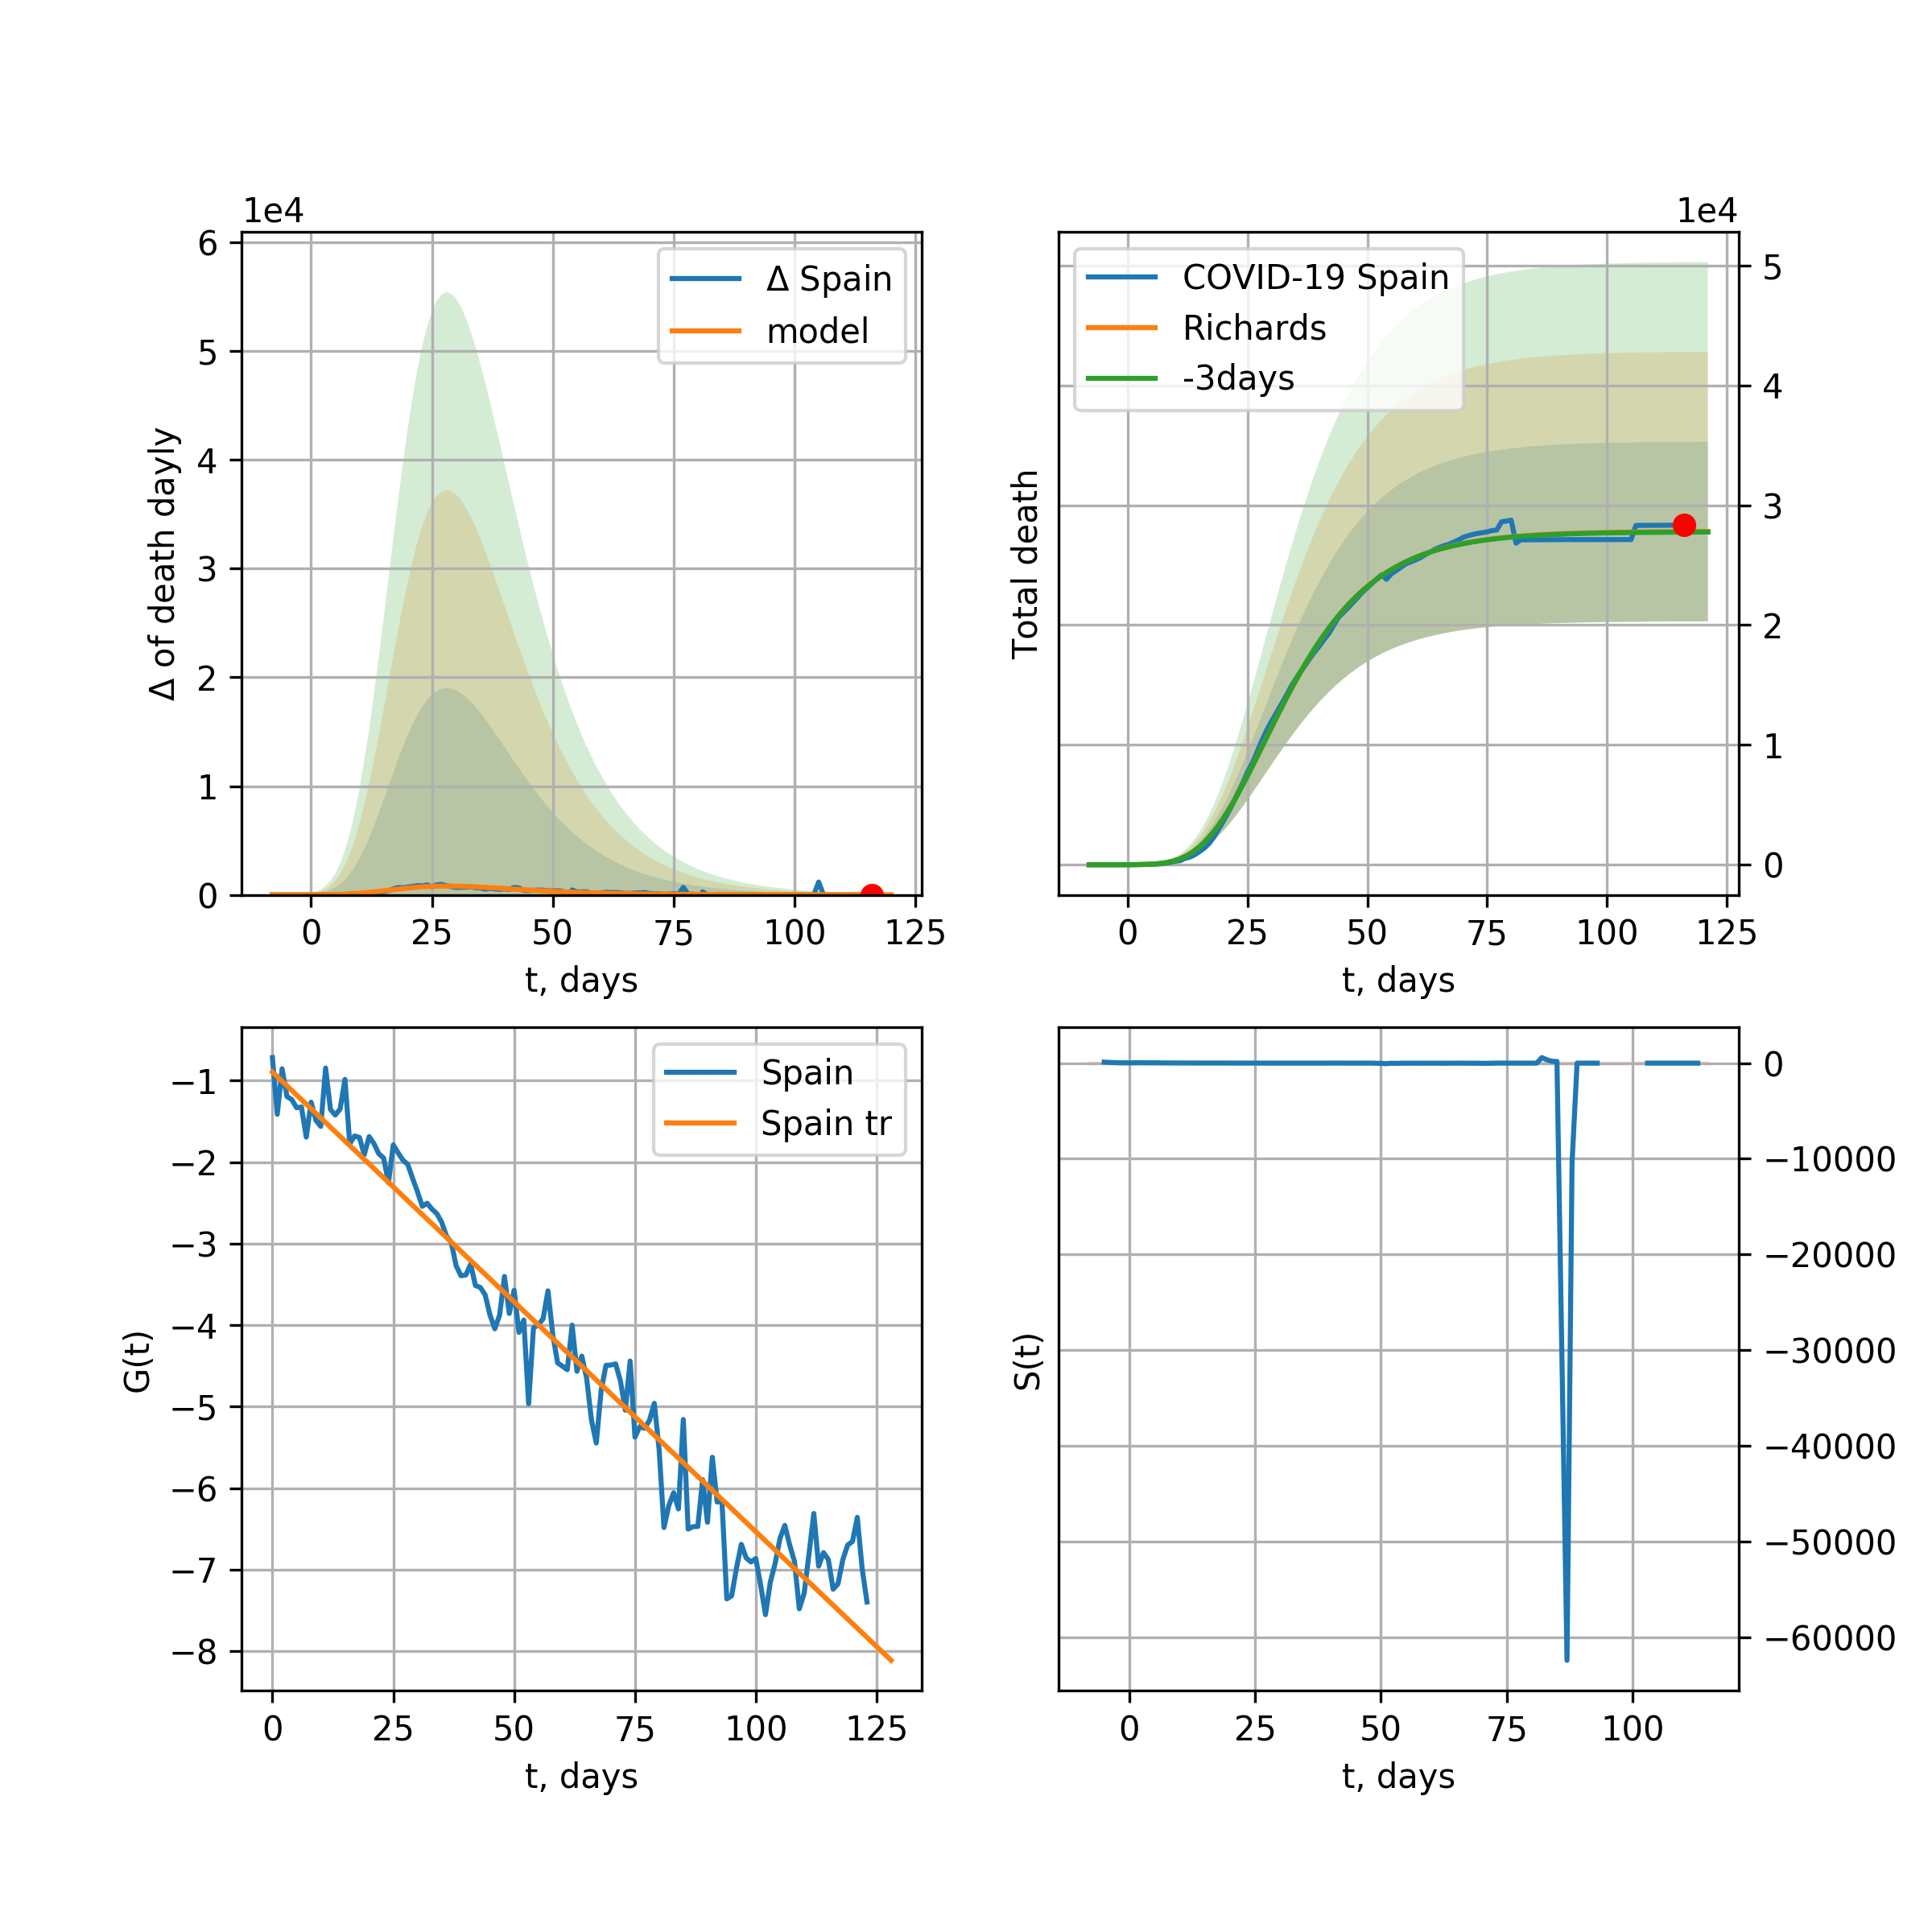 1e4
6
5
4
3
2
1
0
Δ of death dayly
Δ Spain
model
0 25 50 75 100 125
t, days
1e4
COVID-19 Spain
Richards
-3days
Total death
5
4
3
2
1
0
0 25 50 75 100 125
t, days
−1
−2
−3
−4
−5
−6
−7
−8
G(t)
Spain
Spain tr
0 25 50 75 100 125
t, days
S(t)
0
−10000
−20000
−30000
−40000
−50000
−60000
0 25 50 75 100
t, days